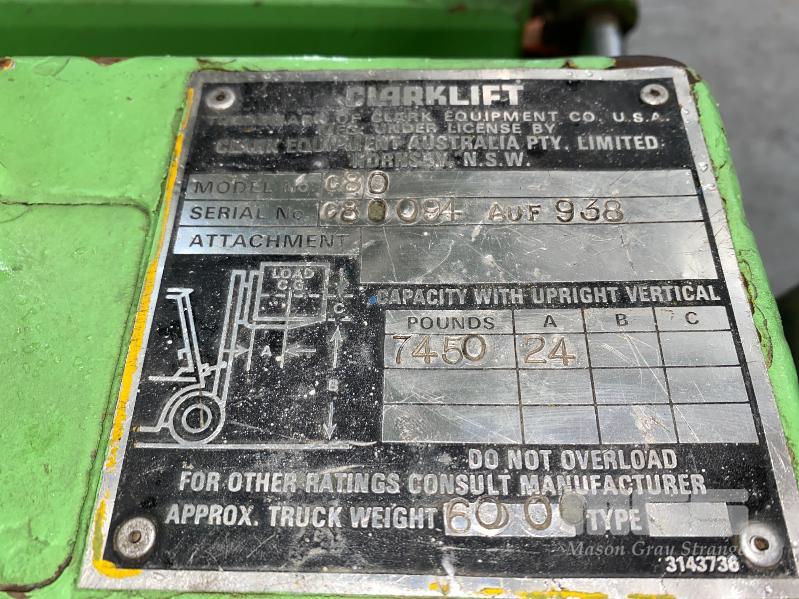 CLARKLIFT
TRADEMARK OF CLARK EQUIPMENT CO. U.S.A.
MFG. UNDER LICENSE BY
CLARK EQUIPMENT AUSTRALIA PTY. LIMITED
HORNSBY, N.S.W.
MODEL No. C80
SERIAL No. AUF 938
ATTACHMENT
LOAD
C.G.
C
A
B
CAPACITY WITH UPRIGHT VERTICAL
POUNDS A B C
7450 24
DO NOT OVERLOAD
FOR OTHER RATINGS CONSULT MANUFACTURER
APPROX. TRUCK WEIGHT 6000 TYPE
Mason Gray Strange
3143736